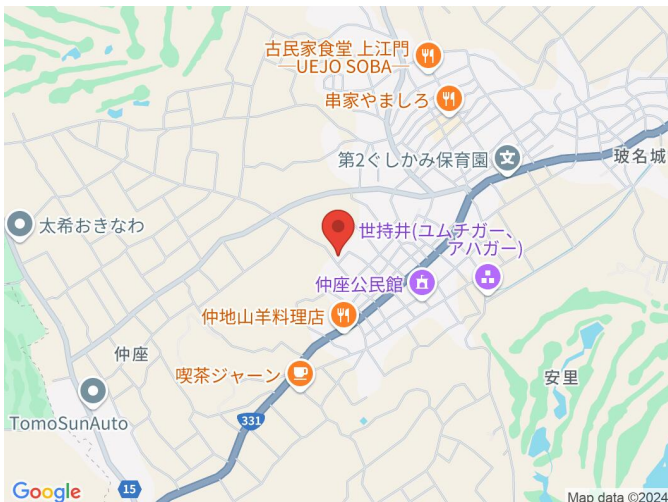 古民家食堂 上江門
―UEJO SOBA―
串家やましろ
第2ぐしかみ保育園
玻名城
太希おきなわ
世持井(ユムチガー、
アハガー)
仲座公民館
仲地山羊料理店
仲座
喫茶ジャーン
安里
TomoSunAuto
331
15
Google
Map data ©2024